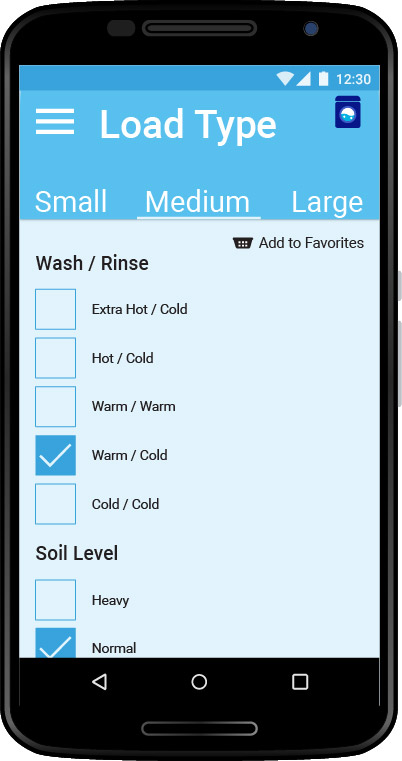 12:30
Load Type
Small Medium Large
Add to Favorites
Wash / Rinse
Extra Hot / Cold
Hot / Cold
Warm / Warm
Warm / Cold
Cold / Cold
Soil Level
Heavy
Normal